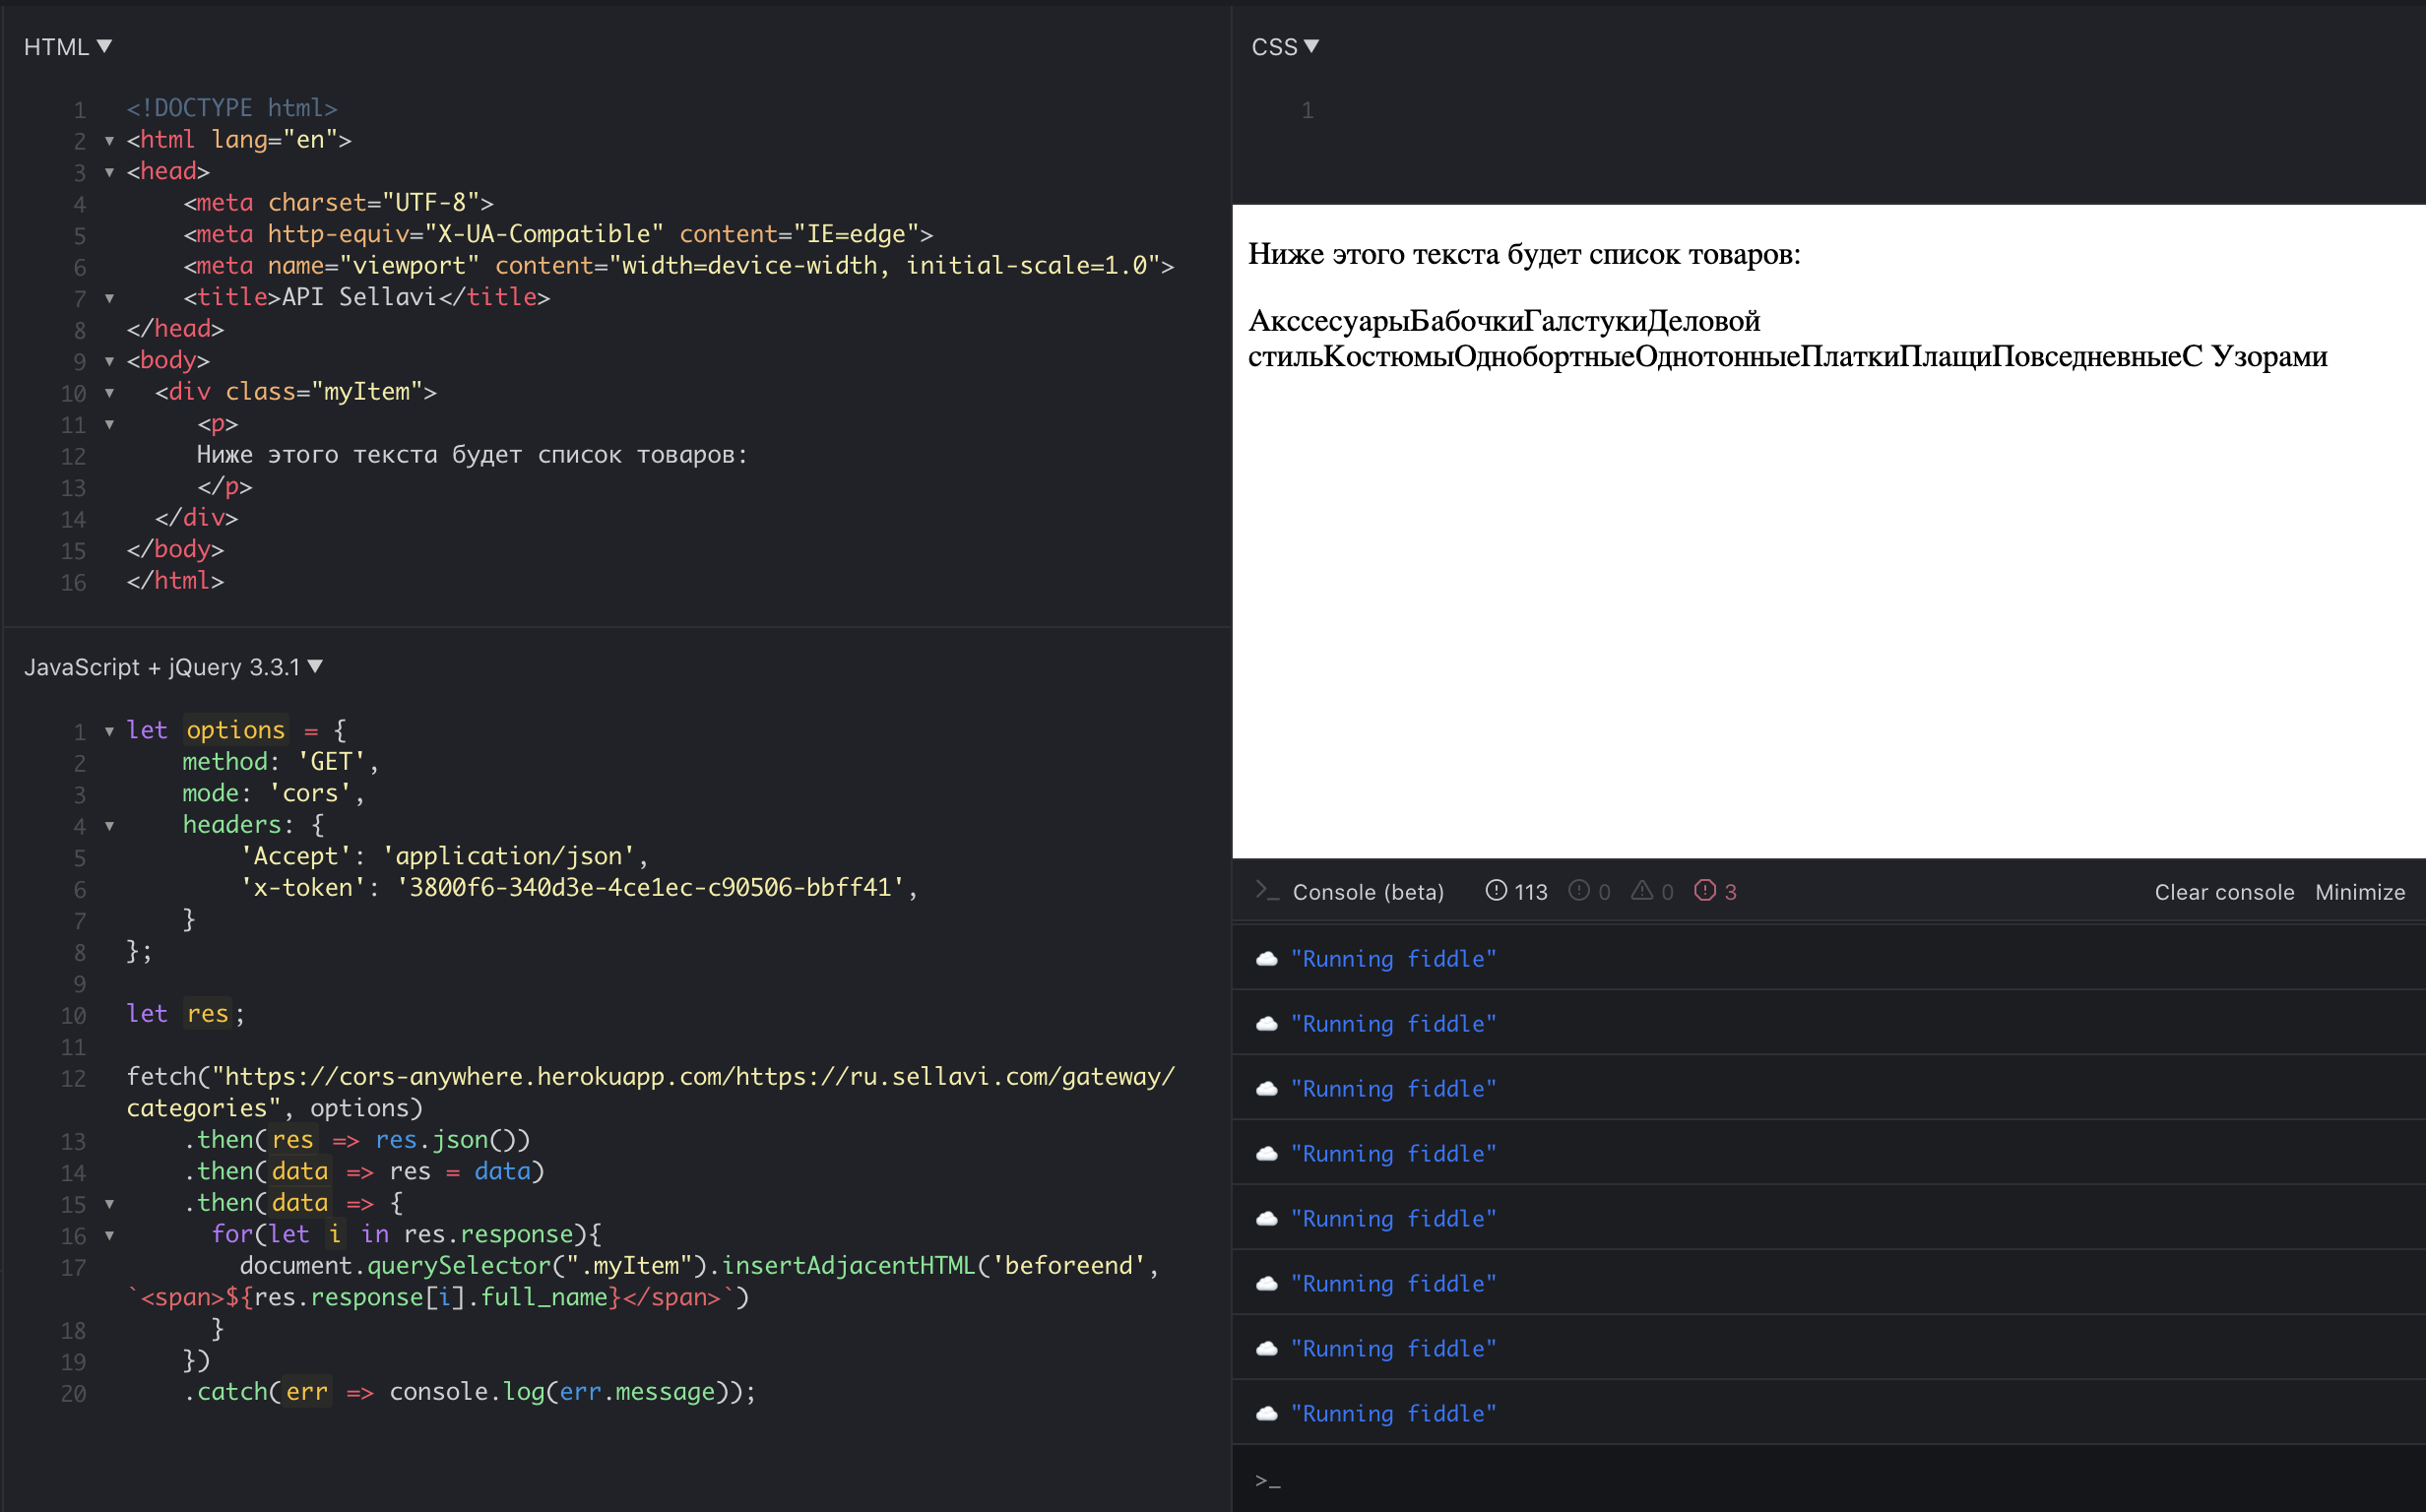 HTML
1 <!DOCTYPE html>
2 <html lang="en">
3 <head>
4 <meta charset="UTF-8">
5 <meta http-equiv="X-UA-Compatible" content="IE=edge">
6 <meta name="viewport" content="width=device-width, initial-scale=1.0">
7 <title>API Sellavi</title>
8 </head>
9 <body>
10 <div class="myItem">
11 <p>
12 Ниже этого текста будет список товаров:
13 </p>
14 </div>
15 </body>
16 </html>
JavaScript + jQuery 3.3.1
1 let options = {
2 method: 'GET',
3 mode: 'cors',
4 headers: {
5 'Accept': 'application/json',
6 'x-token': '3800f6-340d3e-4ce1ec-c90506-bbff41',
7 }
8 };
9
10 let res;
11
12 fetch("https://cors-anywhere.herokuapp.com/https://ru.sellavi.com/gateway/
categories", options)
13 .then(res => res.json())
14 .then(data => res = data)
15 .then(data => {
16 for(let i in res.response){
17 document.querySelector(".myItem").insertAdjacentHTML('beforeend',
`<span>${res.response[i].full_name}</span>`)
18 }
19 })
20 .catch(err => console.log(err.message));
CSS
1
Ниже этого текста будет список товаров:
АкссесуарыБабочкиГалстукиДеловой
стильКостюмыОднобортныеОднотонныеПлаткиПлащиПовседневныеС Узорами
>_ Console (beta) 113 0 0 3 Clear console Minimize
"Running fiddle"
"Running fiddle"
"Running fiddle"
"Running fiddle"
"Running fiddle"
"Running fiddle"
"Running fiddle"
"Running fiddle"
>_